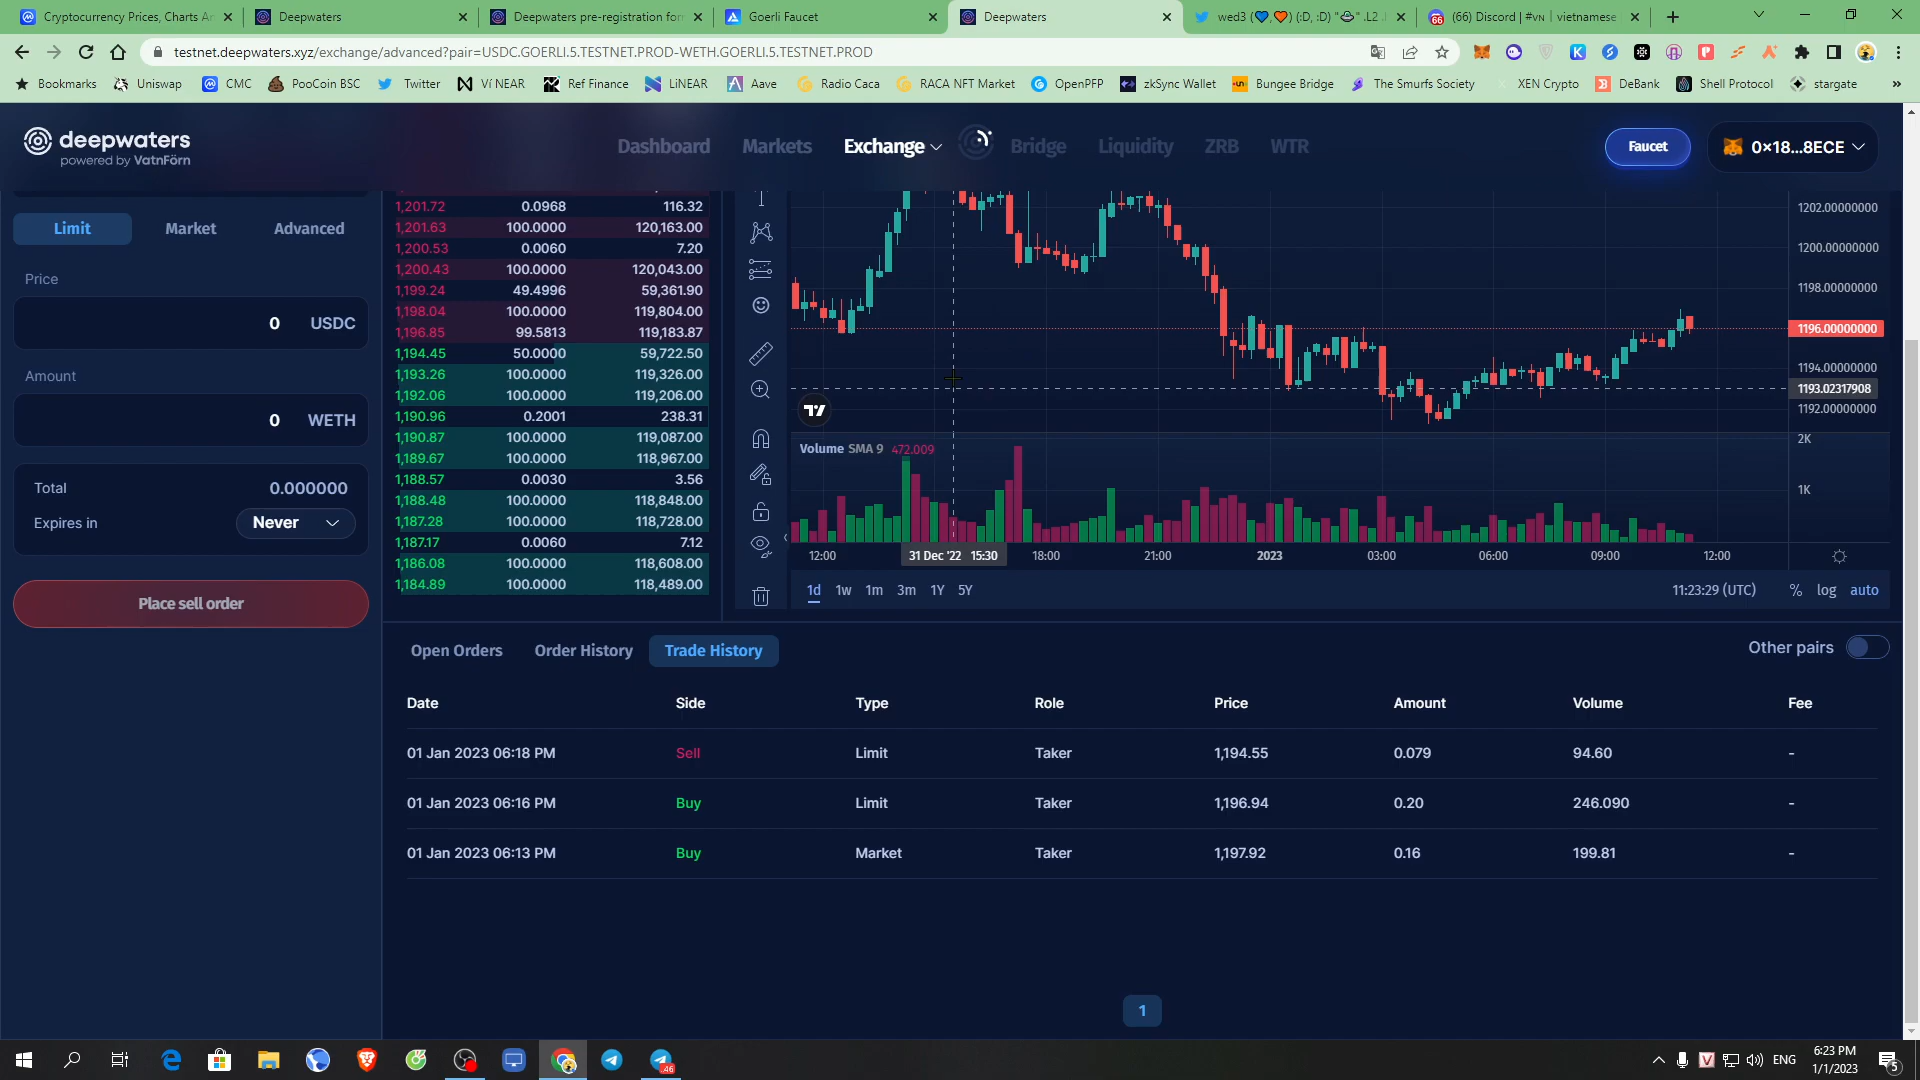 Cryptocurrency Prices, Charts An
Deepwaters
Deepwaters pre-registration for
Goerli Faucet
Deepwaters
wed3 (💙, 🧡) (:D, :D) "🛸" .L2
(66) Discord | #vn | vietnamese
testnet.deepwaters.xyz/exchange/advanced?pair=USDC.GOERLI.5.TESTNET.PROD-WETH.GOERLI.5.TESTNET.PROD
Bookmarks Uniswap CMC PooCoin BSC Twitter Ví NEAR Ref Finance LiNEAR Aave Radio Caca RACA NFT Market OpenPFP zkSync Wallet Bungee Bridge The Smurfs Society XEN Crypto DeBank Shell Protocol stargate »
deepwaters
powered by VatnFörn
Dashboard Markets Exchange Bridge Liquidity ZRB WTR
Faucet
0×18...8ECE
Limit Market Advanced
Price
0 USDC
Amount
0 WETH
Total 0.000000
Expires in Never
Place sell order
1,201.72 0.0968 116.32
1,201.63 100.0000 120,163.00
1,200.53 0.0060 7.20
1,200.43 100.0000 120,043.00
1,199.24 49.4996 59,361.90
1,198.04 100.0000 119,804.00
1,196.85 99.5813 119,183.87
1,194.45 50.0000 59,722.50
1,193.26 100.0000 119,326.00
1,192.06 100.0000 119,206.00
1,190.96 0.2001 238.31
1,190.87 100.0000 119,087.00
1,189.67 100.0000 118,967.00
1,188.57 0.0030 3.56
1,188.48 100.0000 118,848.00
1,187.28 100.0000 118,728.00
1,187.17 0.0060 7.12
1,186.08 100.0000 118,608.00
1,184.89 100.0000 118,489.00
1202.00000000
1200.00000000
1198.00000000
1196.00000000
1194.00000000
1193.02317908
1192.00000000
Volume SMA 9 472.009
2K
1K
12:00 31 Dec '22 15:30 18:00 21:00 2023 03:00 06:00 09:00 12:00
1d 1w 1m 3m 1Y 5Y
11:23:29 (UTC) % log auto
Open Orders Order History Trade History
Other pairs
Date Side Type Role Price Amount Volume Fee
01 Jan 2023 06:18 PM Sell Limit Taker 1,194.55 0.079 94.60 -
01 Jan 2023 06:16 PM Buy Limit Taker 1,196.94 0.20 246.090 -
01 Jan 2023 06:13 PM Buy Market Taker 1,197.92 0.16 199.81 -
1
46
ENG
6:23 PM
1/1/2023
5